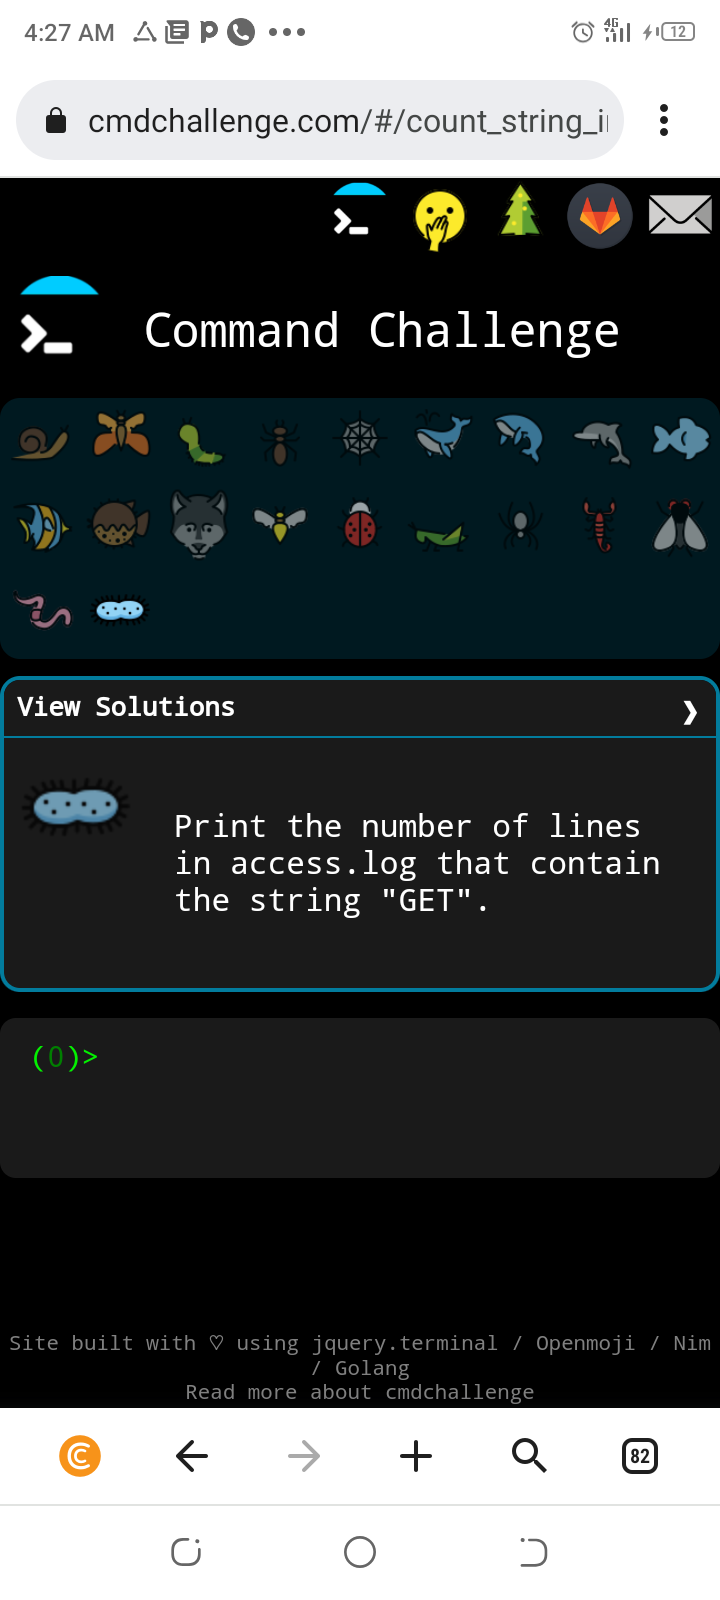 4:27 AM
4G
12
cmdchallenge.com/#/count_string_i
Command Challenge
View Solutions
Print the number of lines
in access.log that contain
the string "GET".
(0)>
Site built with ♡ using jquery.terminal / Openmoji / Nim
/ Golang
Read more about cmdchallenge
82